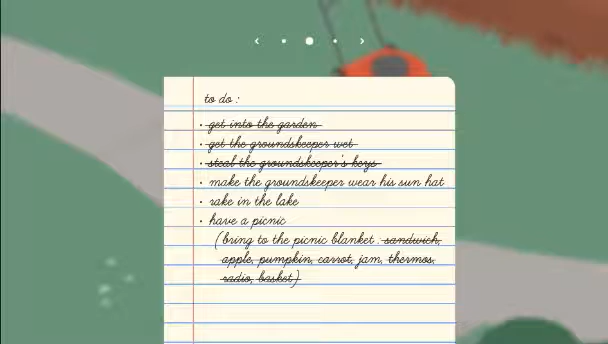 to do:
· get into the garden
· get the groundskeeper wet
· steal the groundskeeper's keys
· make the groundskeeper wear his sun hat
· rake in the lake
· have a picnic
(bring to the picnic blanket: sandwich,
apple, pumpkin, carrot, jam, thermos,
radio, basket)